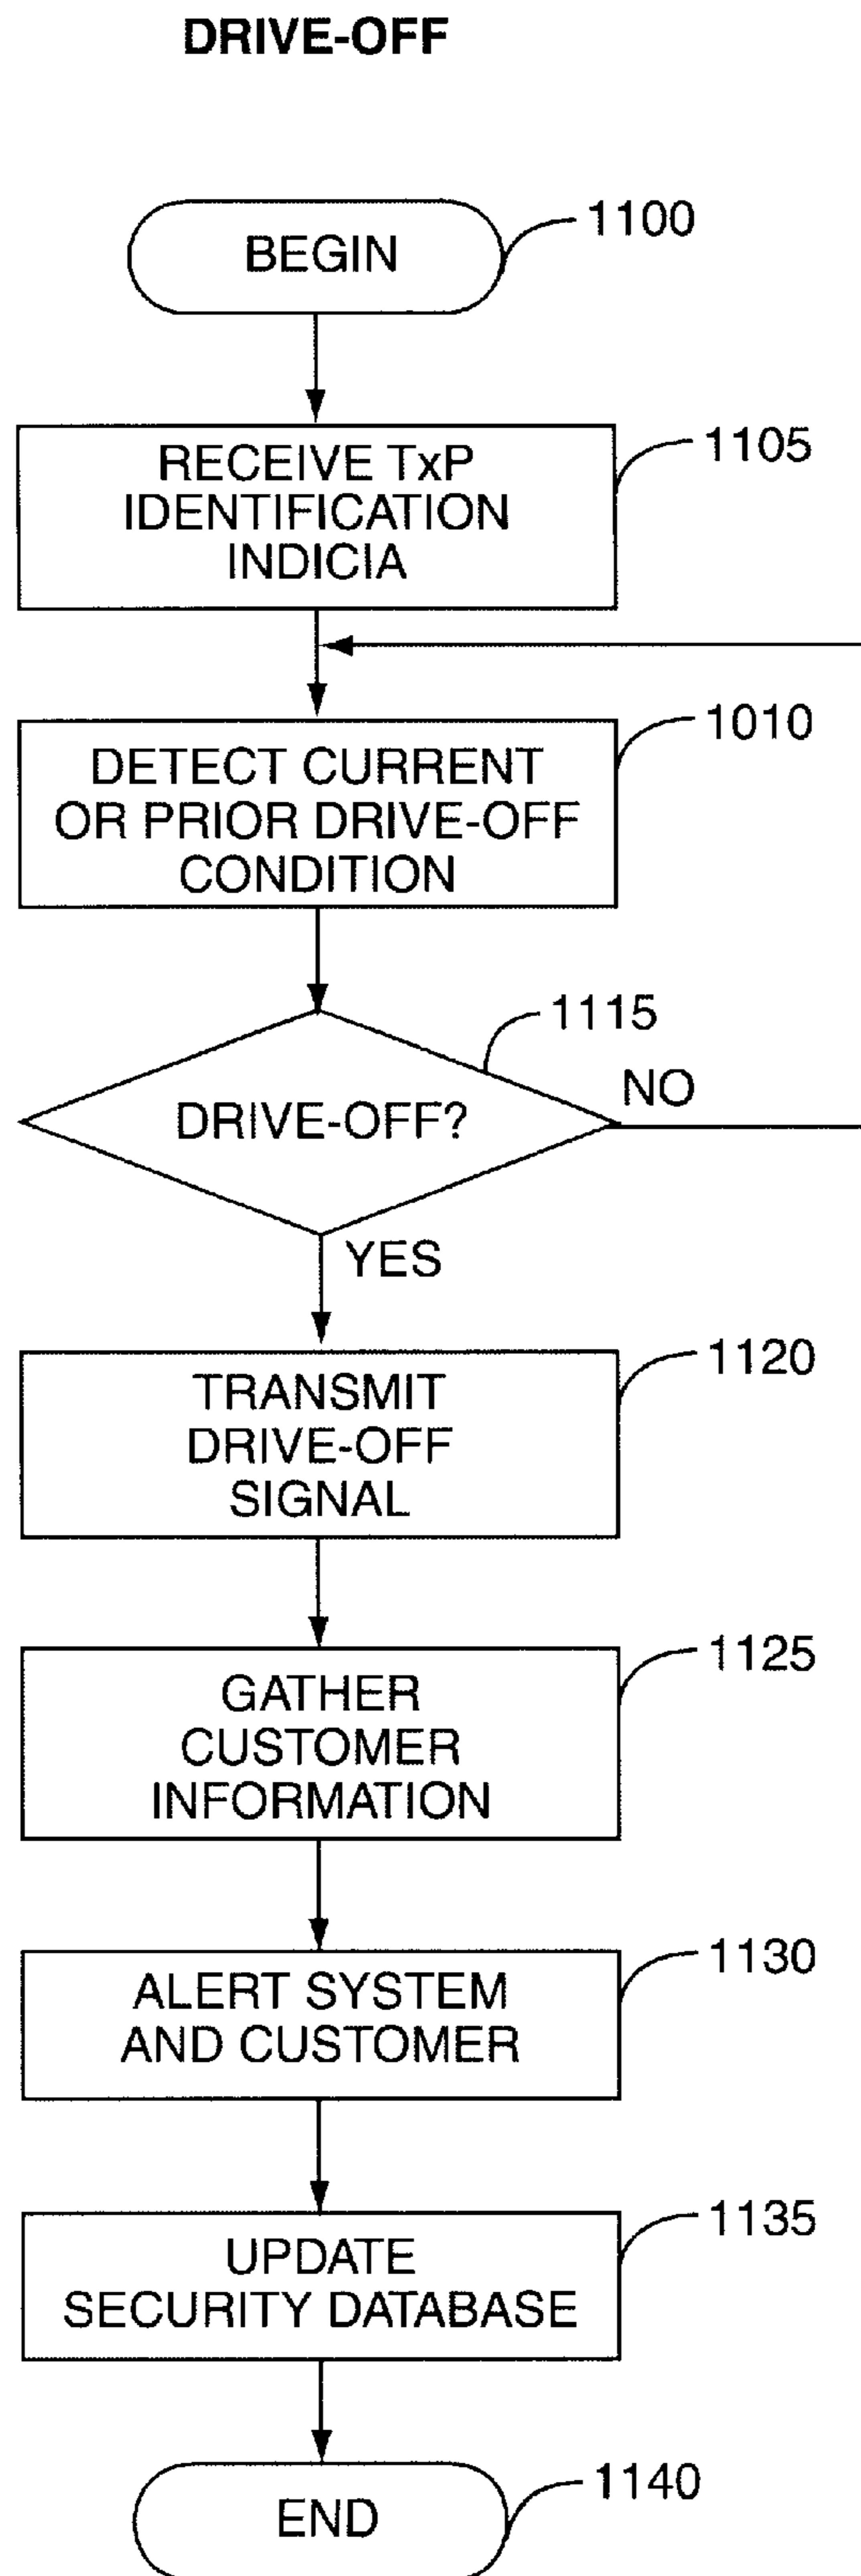 DRIVE-OFF
BEGIN
1100
RECEIVE TxP
IDENTIFICATION
INDICIA
1105
DETECT CURRENT
OR PRIOR DRIVE-OFF
CONDITION
1010
DRIVE-OFF?
1115
NO
YES
TRANSMIT
DRIVE-OFF
SIGNAL
1120
GATHER
CUSTOMER
INFORMATION
1125
ALERT SYSTEM
AND CUSTOMER
1130
UPDATE
SECURITY DATABASE
1135
END
1140